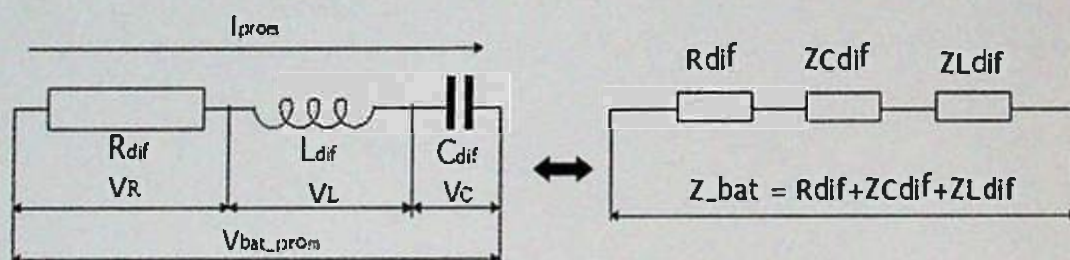 Iprom
Rdif
Ldif
Cdif
VR
VL
VC
Vbat_prom
Rdif ZCdif ZLdif
Z_bat = Rdif+ZCdif+ZLdif